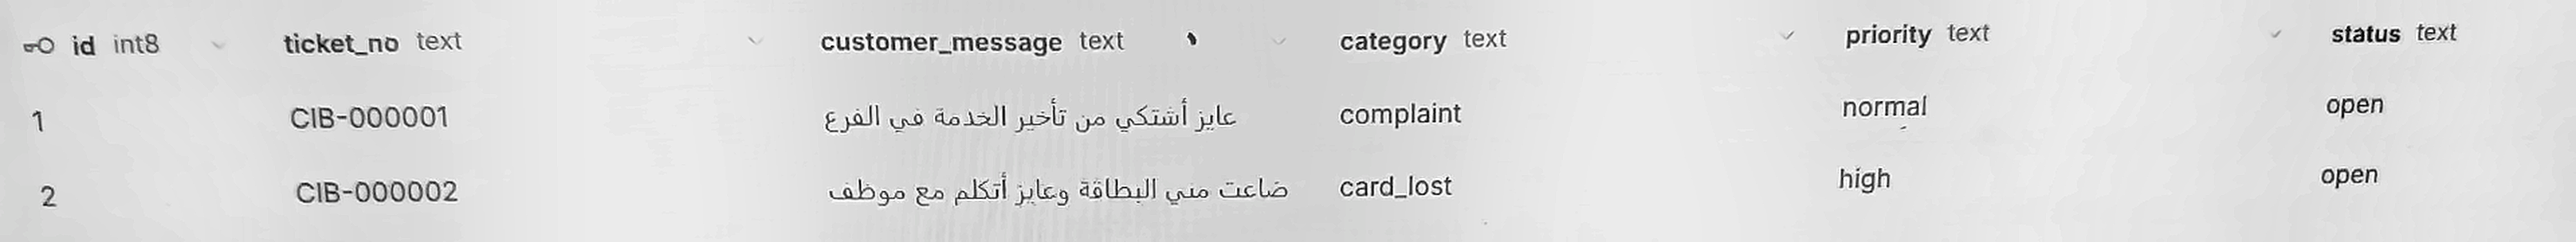 id int8 ticket_no text customer_message text category text priority text status text
1 CIB-000001 عايز أشتكي من تأخير الخدمة في الفرع complaint normal open
2 CIB-000002 ضاعت مني البطاقة وعايز أتكلم مع موظف card_lost high open